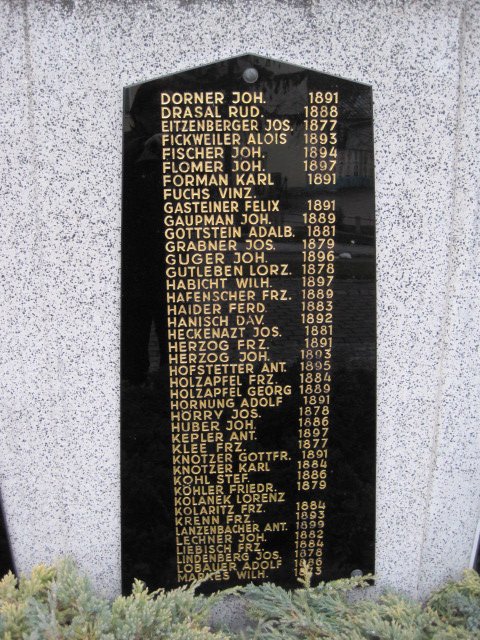 DORNER JOH. 1891
DRASAL RUD. 1888
EITZENBERGER JOS. 1877
FICKWEILER ALOIS 1893
FISCHER JOH. 1894
FLOMER JOH. 1897
FORMAN KARL 1891
FUCHS VINZ.
GASTEINER FELIX 1891
GAUPMAN JOH. 1889
GOTTSTEIN ADALB. 1881
GRABNER JOS. 1879
GUGER JOH. 1896
GUTLEBEN LORZ. 1878
HABICHT WILH. 1897
HAFENSCHER FRZ. 1889
HAIDER FERD. 1883
HANISCH DAV. 1892
HECKENAZT JOS. 1881
HERZOG FRZ. 1891
HERZOG JOH. 1893
HOFSTETTER ANT. 1895
HOLZAPFEL FRZ. 1884
HOLZAPFEL GEORG 1889
HORNUNG ADOLF 1891
HORRY JOS. 1878
HUBER JOH. 1886
KEPLER ANT. 1897
KLEE FRZ. 1877
KNOTZER GOTTFR. 1891
KNOTZER KARL 1884
KOHL STEF. 1886
KÖHLER FRIEDR. 1879
KOLANEK LORENZ
KOLARITZ FRZ. 1884
KRENN FRZ. 1893
LANZENBACHER ANT. 1899
LECHNER JOH. 1882
LIEBISCH FRZ. 1884
LINDENBERG JOS. 1878
LOBAUER ADOLF 1886
MARKES WILH.